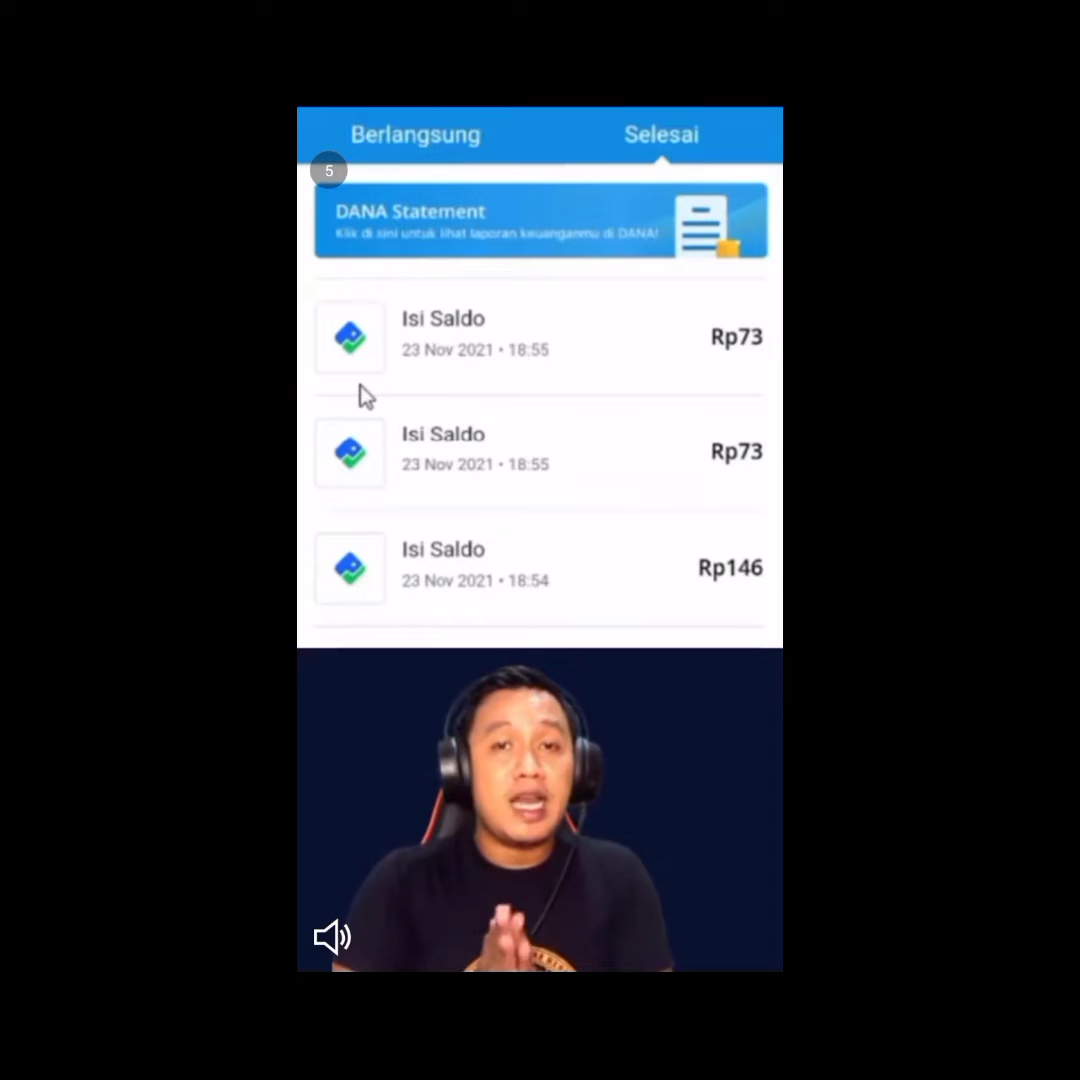 Berlangsung
Selesai
5
DANA Statement
Klik di sini untuk lihat laporan keuanganmu di DANA!
Isi Saldo
Rp73
23 Nov 2021 • 18:55
Isi Saldo
Rp73
23 Nov 2021 • 18:55
Isi Saldo
Rp146
23 Nov 2021 • 18:54